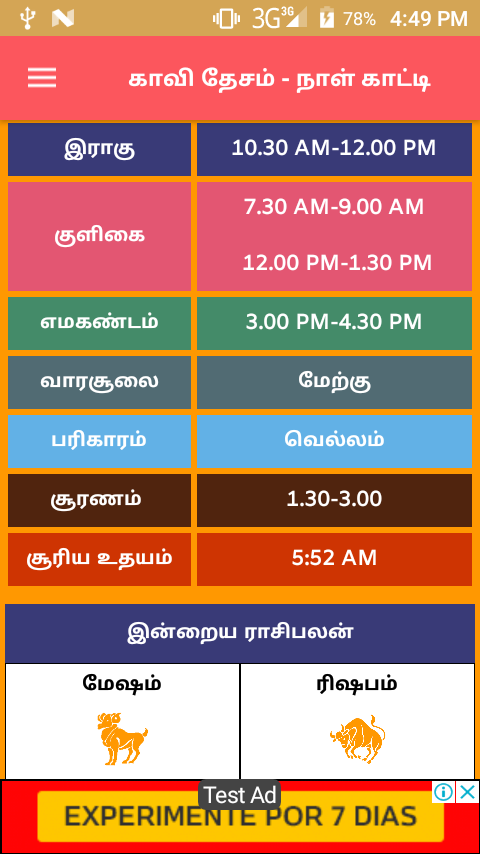 3G 3G 78% 4:49 PM
காவி தேசம் - நாள் காட்டி
இராகு 10.30 AM-12.00 PM
குளிகை 7.30 AM-9.00 AM
12.00 PM-1.30 PM
எமகண்டம் 3.00 PM-4.30 PM
வாரசூலை மேற்கு
பரிகாரம் வெல்லம்
சூரணம் 1.30-3.00
சூரிய உதயம் 5:52 AM
இன்றைய ராசிபலன்
மேஷம் ரிஷபம்
Test Ad
EXPERIMENTE POR 7 DIAS